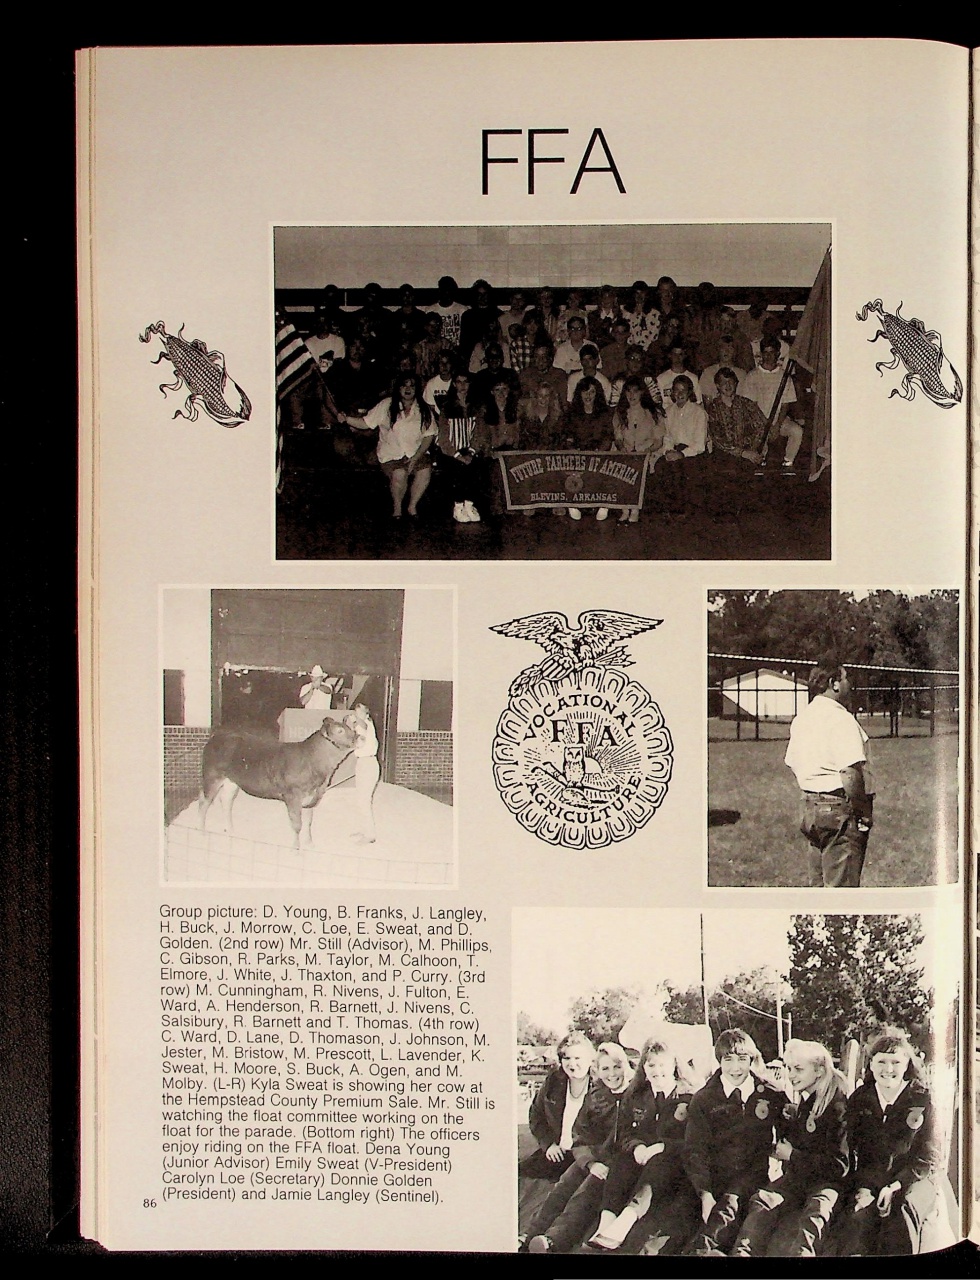 FFA
FUTURE FARMERS OF AMERICA
BLEVINS, ARKANSAS
VOCATIONAL
FFA
AGRICULTURE
Group picture: D. Young, B. Franks, J. Langley,
H. Buck, J. Morrow, C. Loe, E. Sweat, and D.
Golden. (2nd row) Mr. Still (Advisor), M. Phillips,
C. Gibson, R. Parks, M. Taylor, M. Calhoon, T.
Elmore, J. White, J. Thaxton, and P. Curry. (3rd
row) M. Cunningham, R. Nivens, J. Fulton, E.
Ward, A. Henderson, R. Barnett, J. Nivens, C.
Salsibury, R. Barnett and T. Thomas. (4th row)
C. Ward, D. Lane, D. Thomason, J. Johnson, M.
Jester, M. Bristow, M. Prescott, L. Lavender, K.
Sweat, H. Moore, S. Buck, A. Ogen, and M.
Molby. (L-R) Kyla Sweat is showing her cow at
the Hempstead County Premium Sale. Mr. Still is
watching the float committee working on the
float for the parade. (Bottom right) The officers
enjoy riding on the FFA float. Dena Young
(Junior Advisor) Emily Sweat (V-President)
Carolyn Loe (Secretary) Donnie Golden
(President) and Jamie Langley (Sentinel).
86